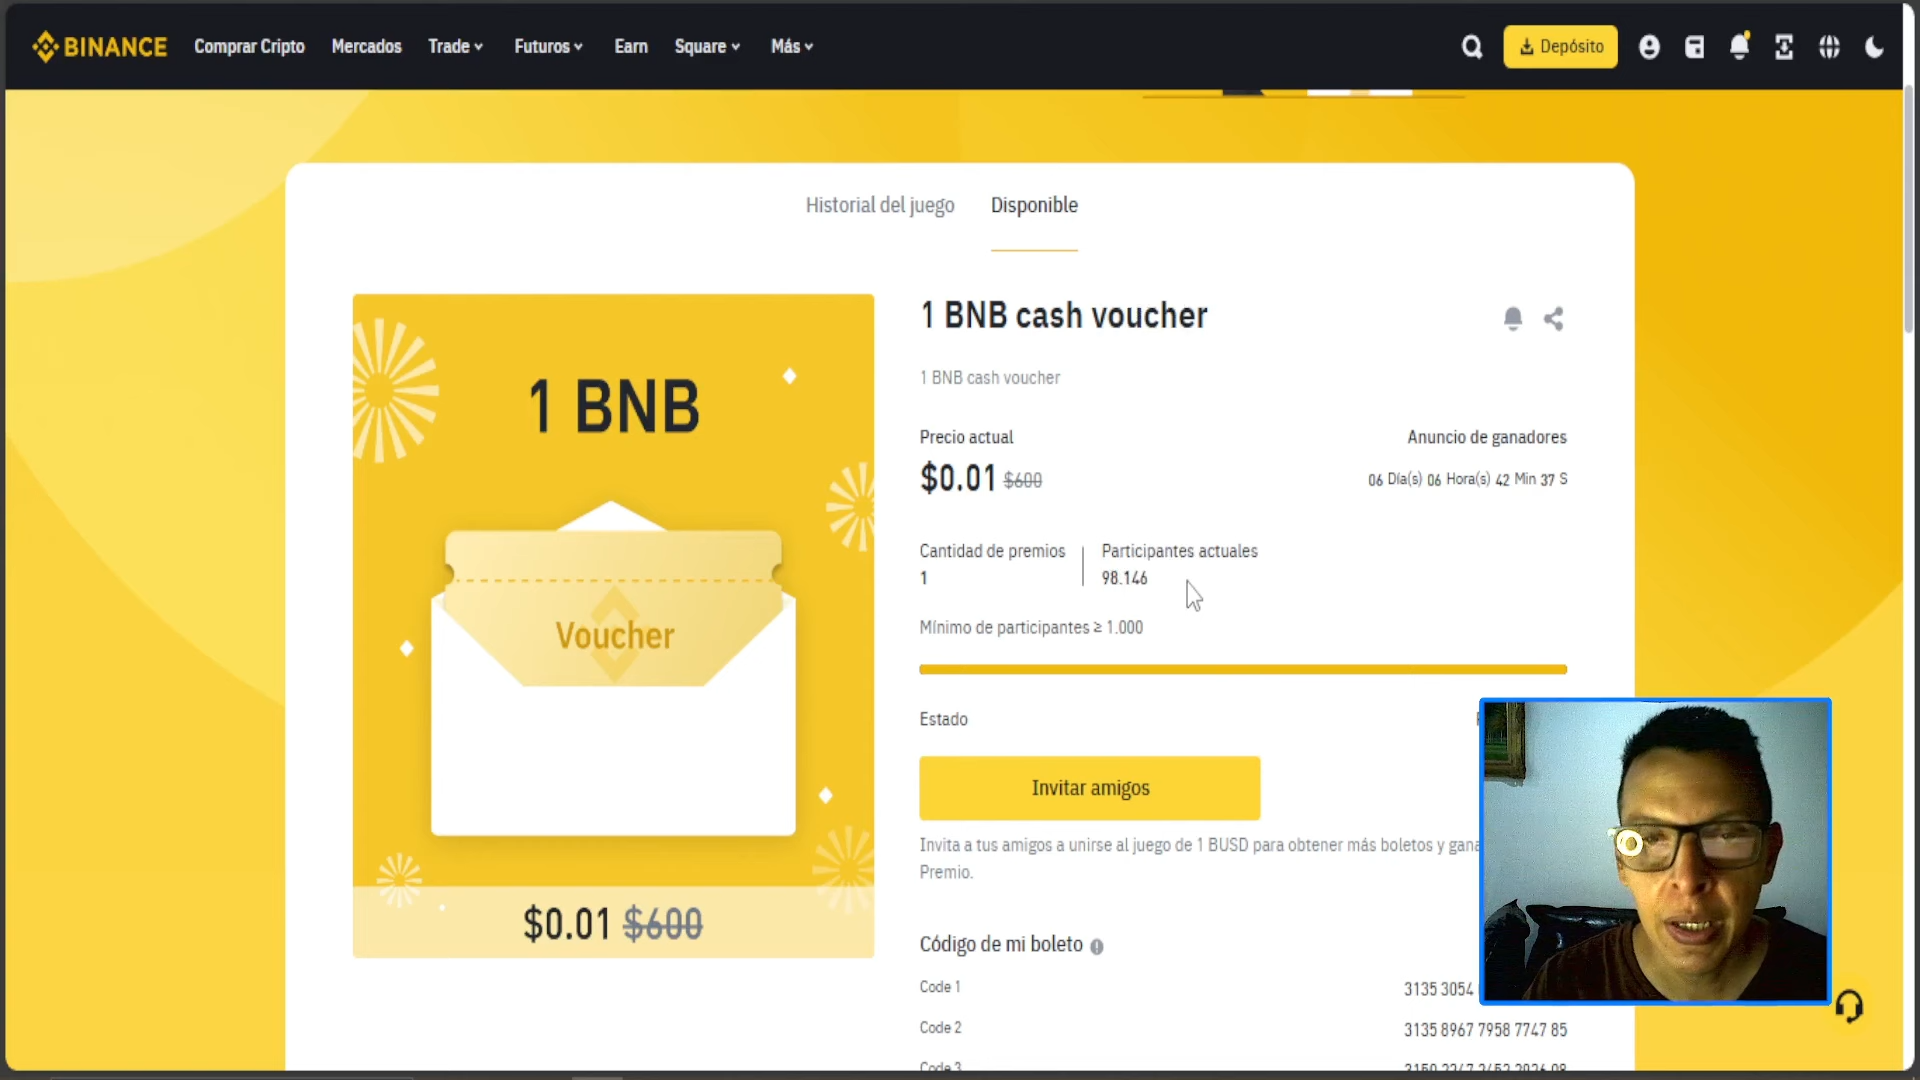 BINANCE Comprar Cripto Mercados Trade Futuros Earn Square Más Depósito
Historial del juego Disponible
1 BNB
Voucher
$0.01 $600
1 BNB cash voucher
1 BNB cash voucher
Precio actual Anuncio de ganadores
$0.01 $600 06 Día(s) 06 Hora(s) 42 Min 37 S
Cantidad de premios Participantes actuales
1 98.146
Mínimo de participantes ≥ 1.000
Estado
Invitar amigos
Invita a tus amigos a unirse al juego de 1 BUSD para obtener más boletos y gana
Premio.
Código de mi boleto
Code 1 3135 3054
Code 2 3135 8967 7958 7747 85
Code 3